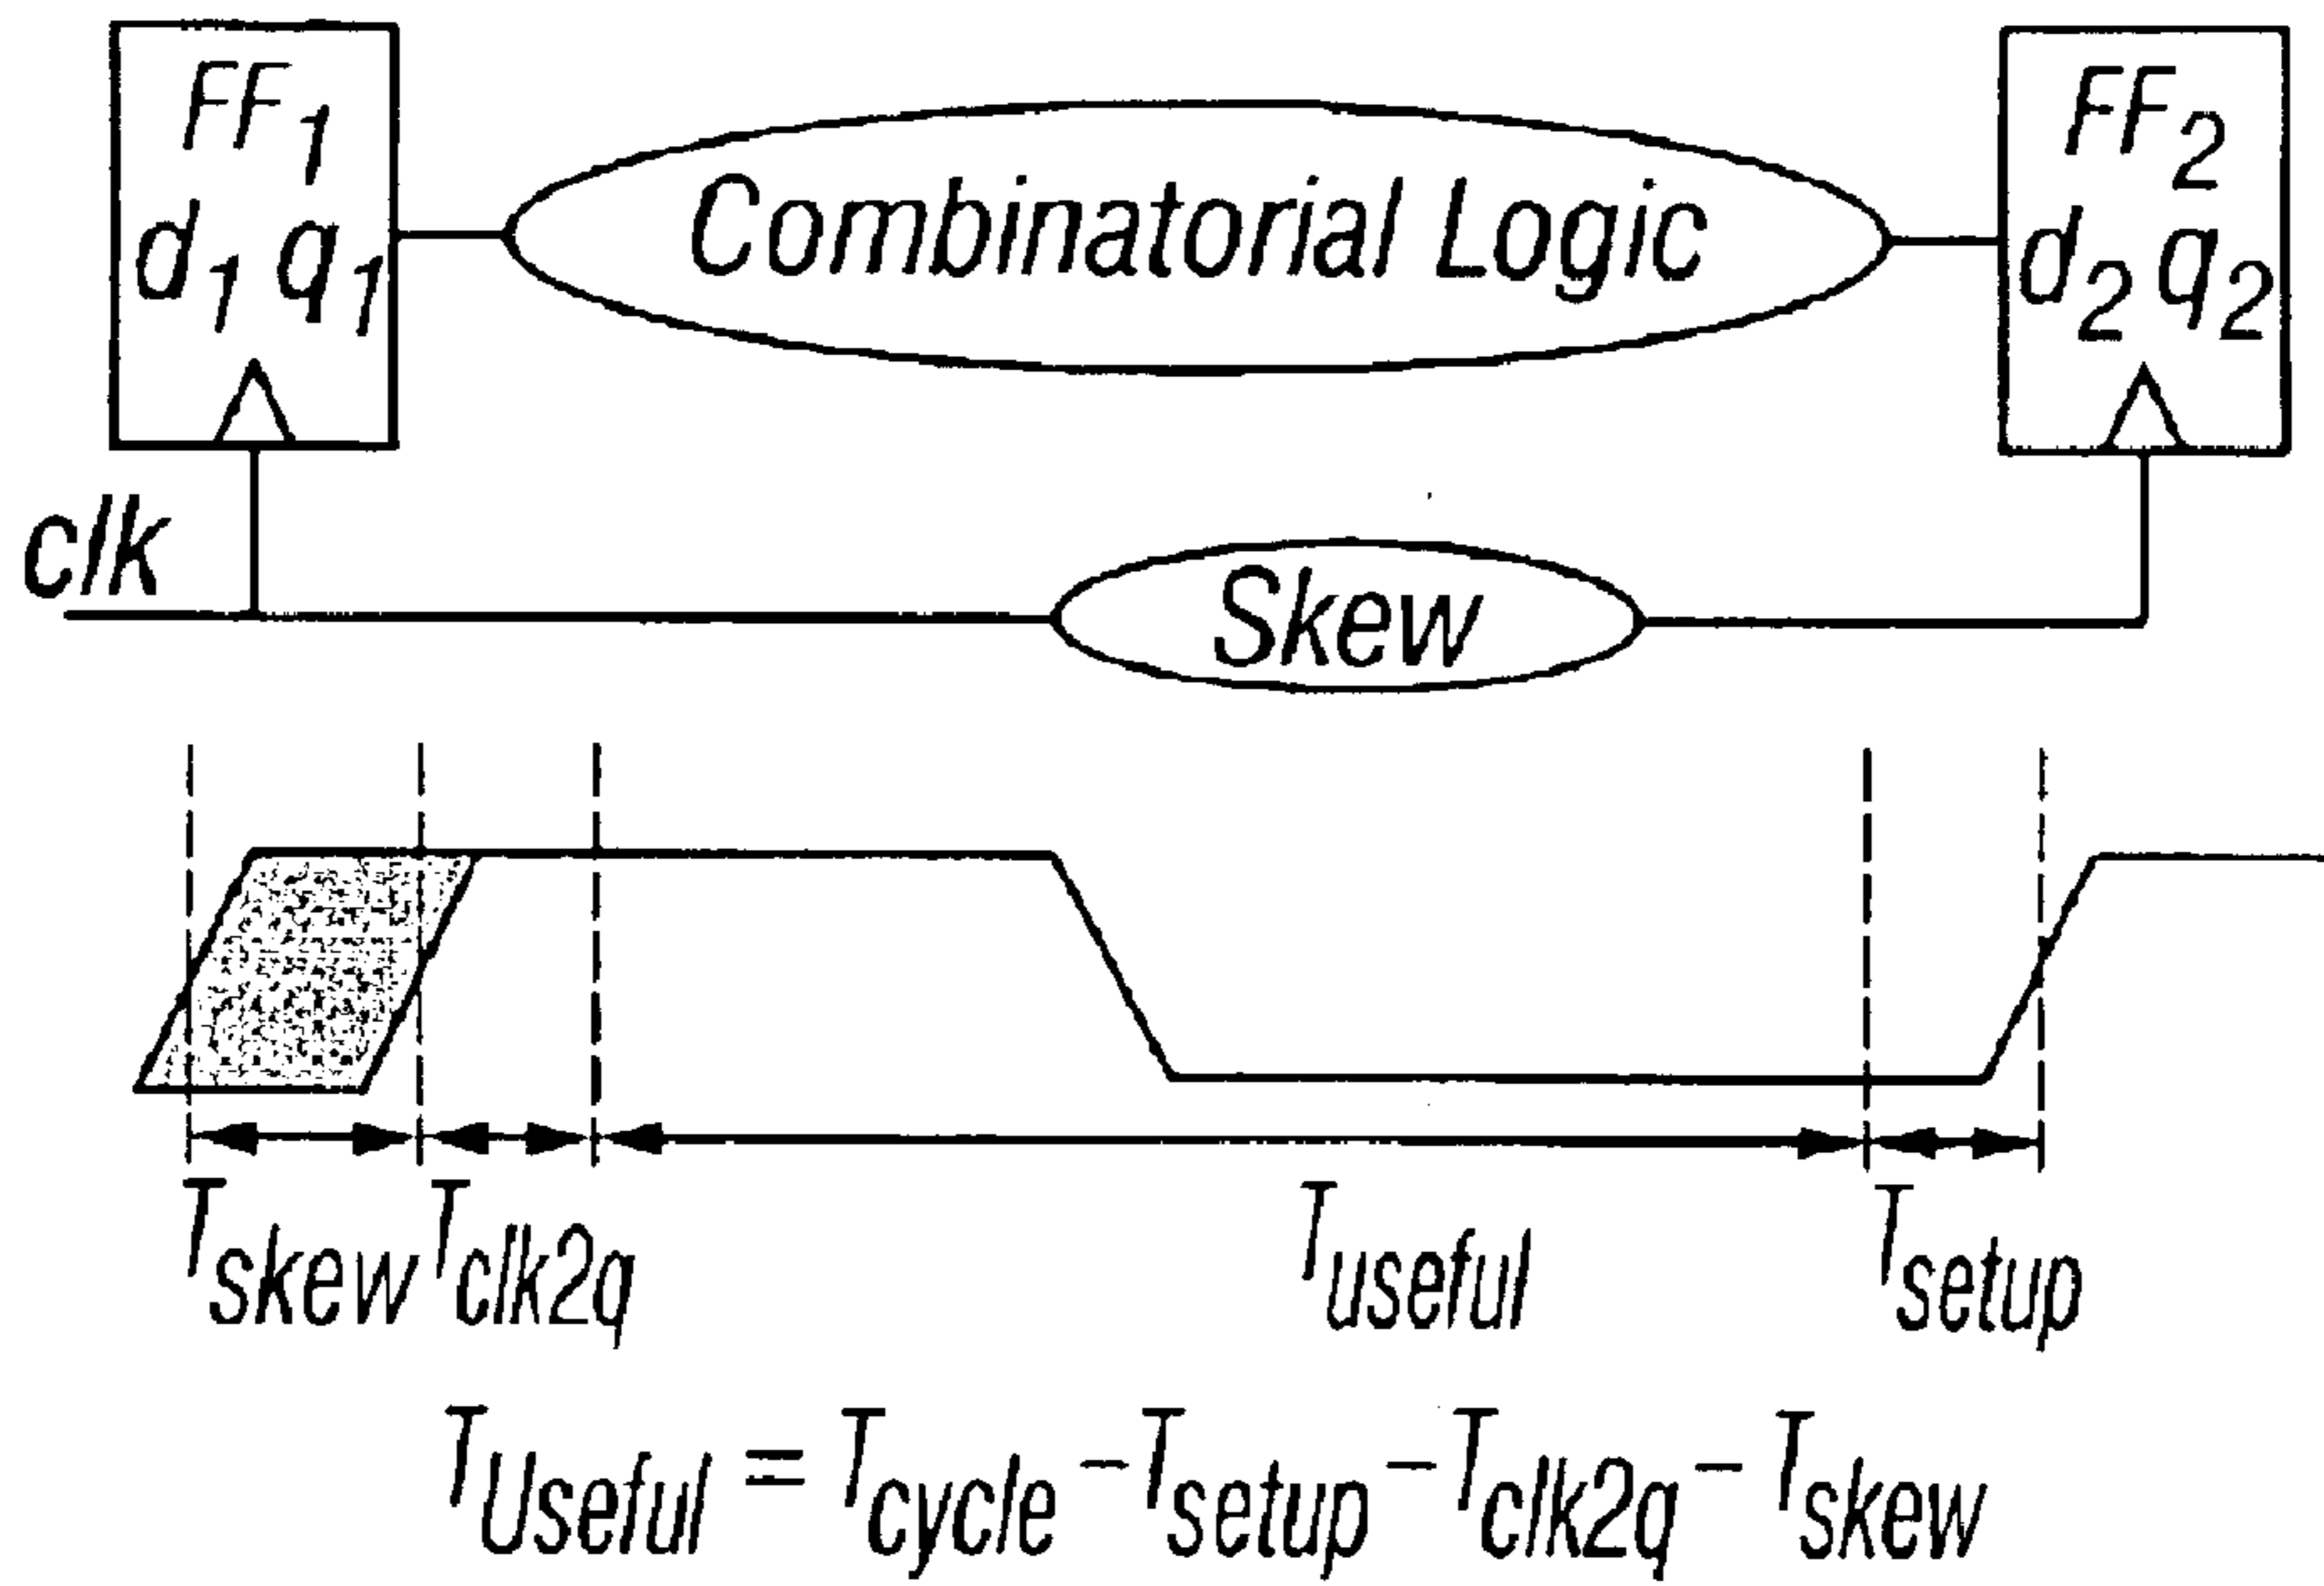 FF1
d1 q1
Combinatorial Logic
FF2
d2 q2
clk
Skew
Tskew Tclk2q Tuseful Tsetup
TUseful = Tcycle - Tsetup - Tclk2q - Tskew